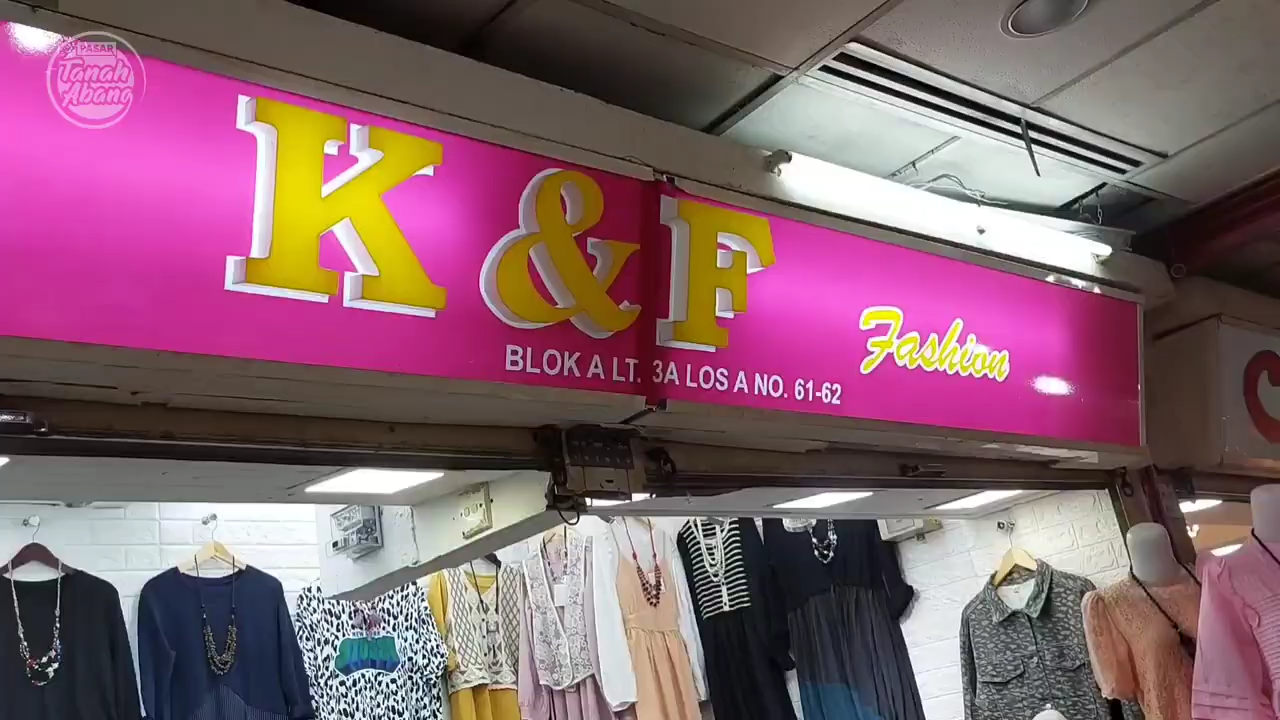 PASAR
Tanah
Abang
K & F
Fashion
BLOK A LT. 3A LOS A NO. 61-62